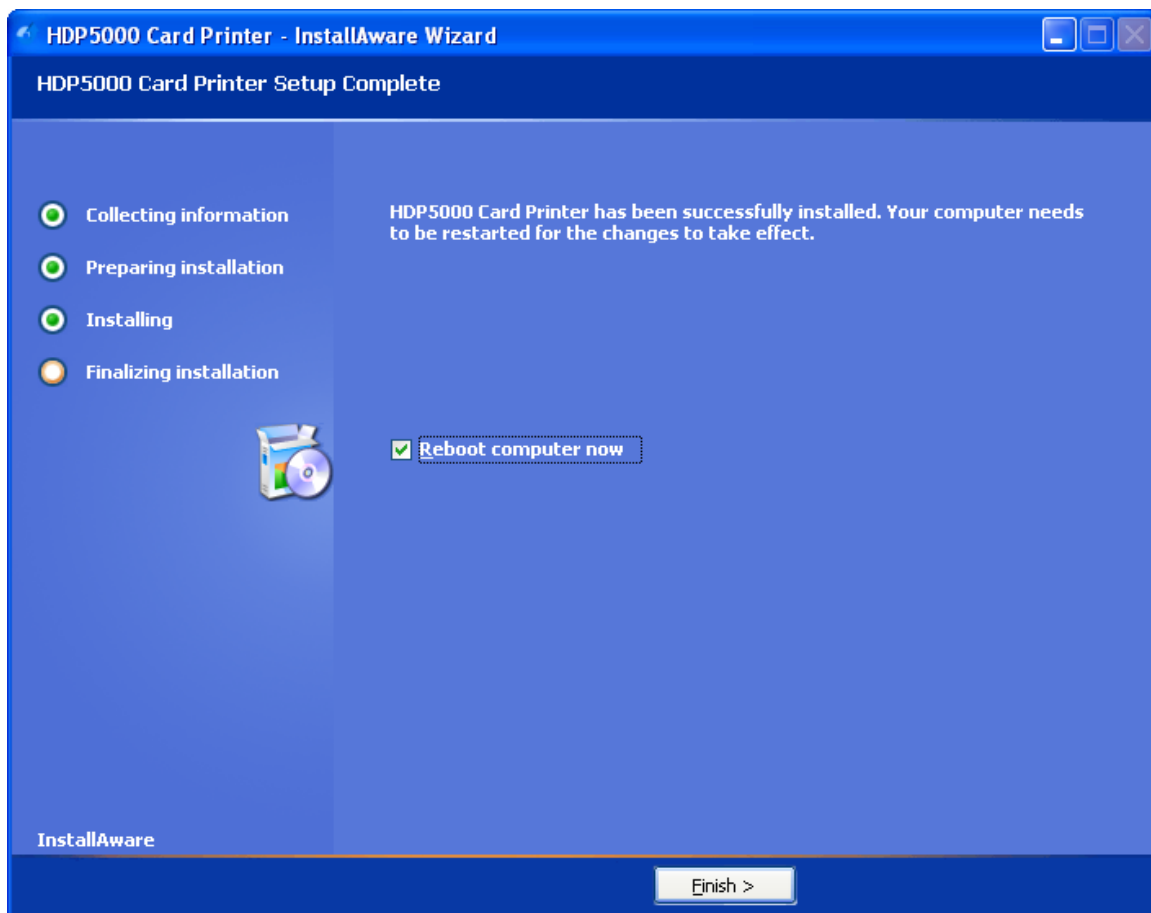 HDP5000 Card Printer - InstallAware Wizard
HDP5000 Card Printer Setup Complete
Collecting information
Preparing installation
Installing
Finalizing installation
HDP5000 Card Printer has been successfully installed. Your computer needs
to be restarted for the changes to take effect.
Reboot computer now
InstallAware
Finish >